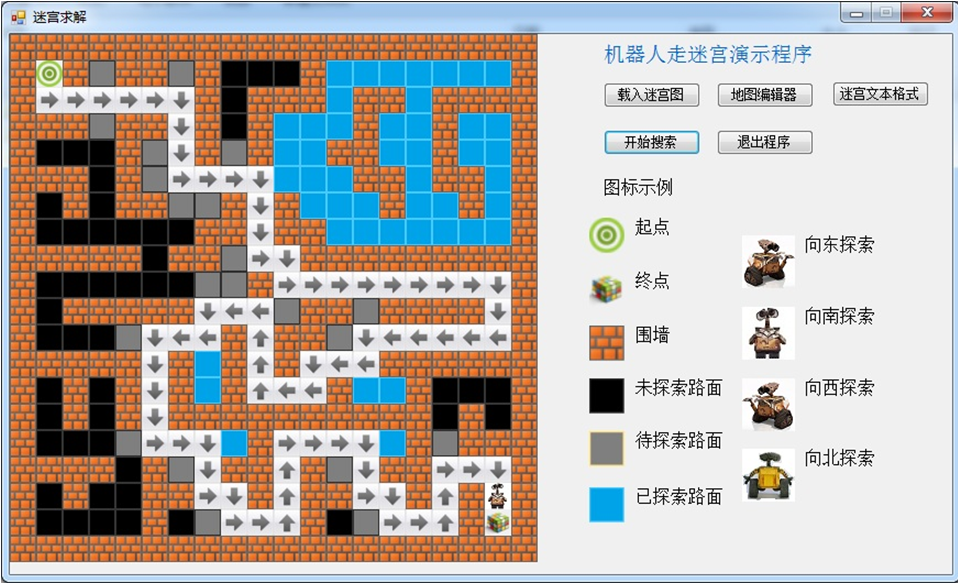 迷宫求解
机器人走迷宫演示程序
载入迷宫图
地图编辑器
迷宫文本格式
开始搜索
退出程序
图标示例
起点
终点
围墙
未探索路面
待探索路面
已探索路面
向东探索
向南探索
向西探索
向北探索